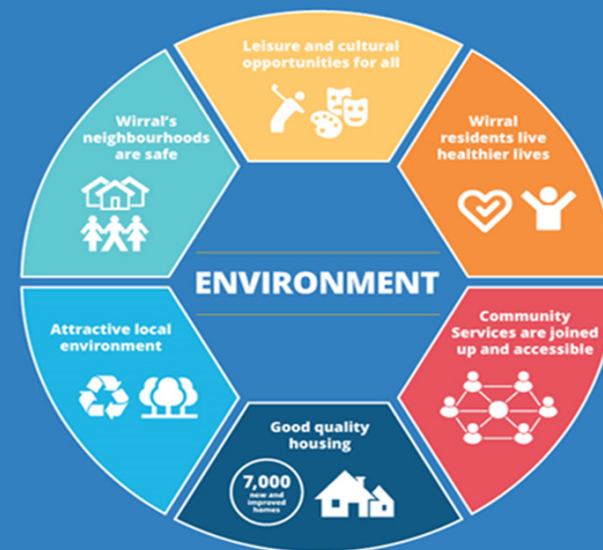 Leisure and cultural
opportunities for all
Wirral
residents live
healthier lives
Community
Services are joined
up and accessible
Good quality
housing
7,000
new and
improved
homes
Attractive local
environment
Wirral's
neighbourhoods
are safe
ENVIRONMENT